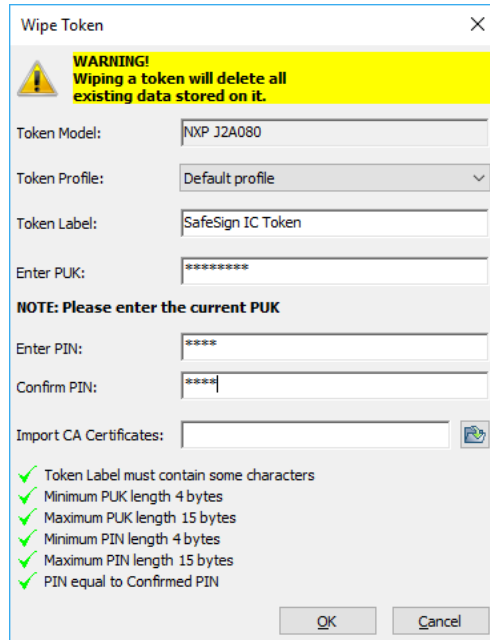 Wipe Token
WARNING!
Wiping a token will delete all
existing data stored on it.
Token Model: NXP J2A080
Token Profile: Default profile
Token Label: SafeSign IC Token
Enter PUK: ********
NOTE: Please enter the current PUK
Enter PIN: ****
Confirm PIN: ****
Import CA Certificates:
Token Label must contain some characters
Minimum PUK length 4 bytes
Maximum PUK length 15 bytes
Minimum PIN length 4 bytes
Maximum PIN length 15 bytes
PIN equal to Confirmed PIN
OK Cancel